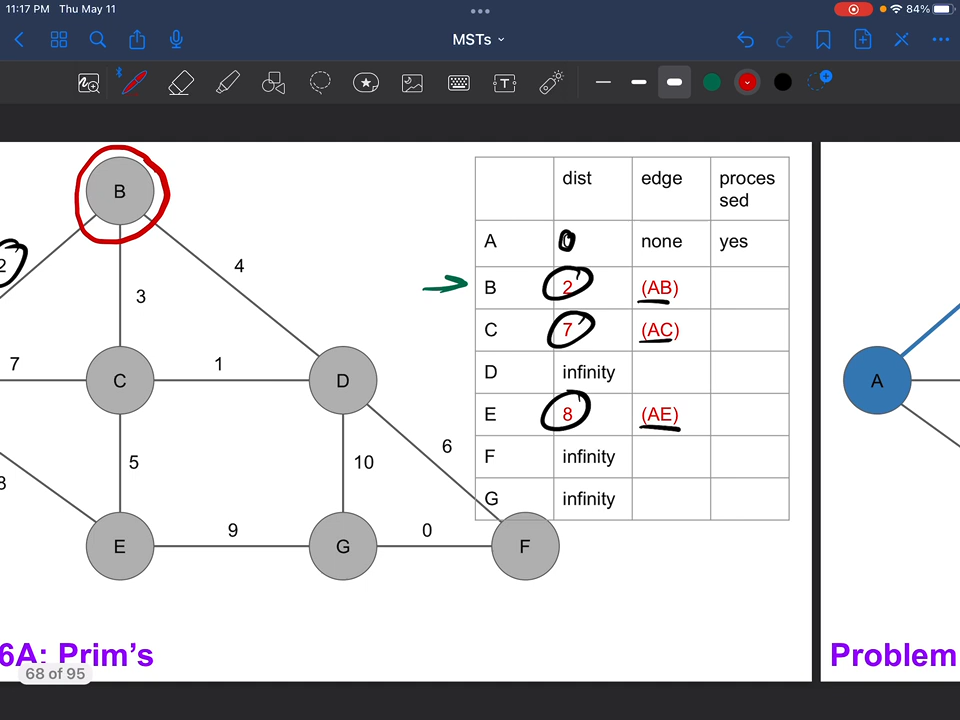 11:17 PM Thu May 11
84%
MSTs
B
dist
edge
proces
sed
A
0
none
yes
2
4
B
2
(AB)
3
C
7
(AC)
7
C
1
D
D
infinity
A
E
8
(AE)
6
8
5
10
F
infinity
G
infinity
E
9
G
0
F
6A: Prim's
Problem
68 of 95